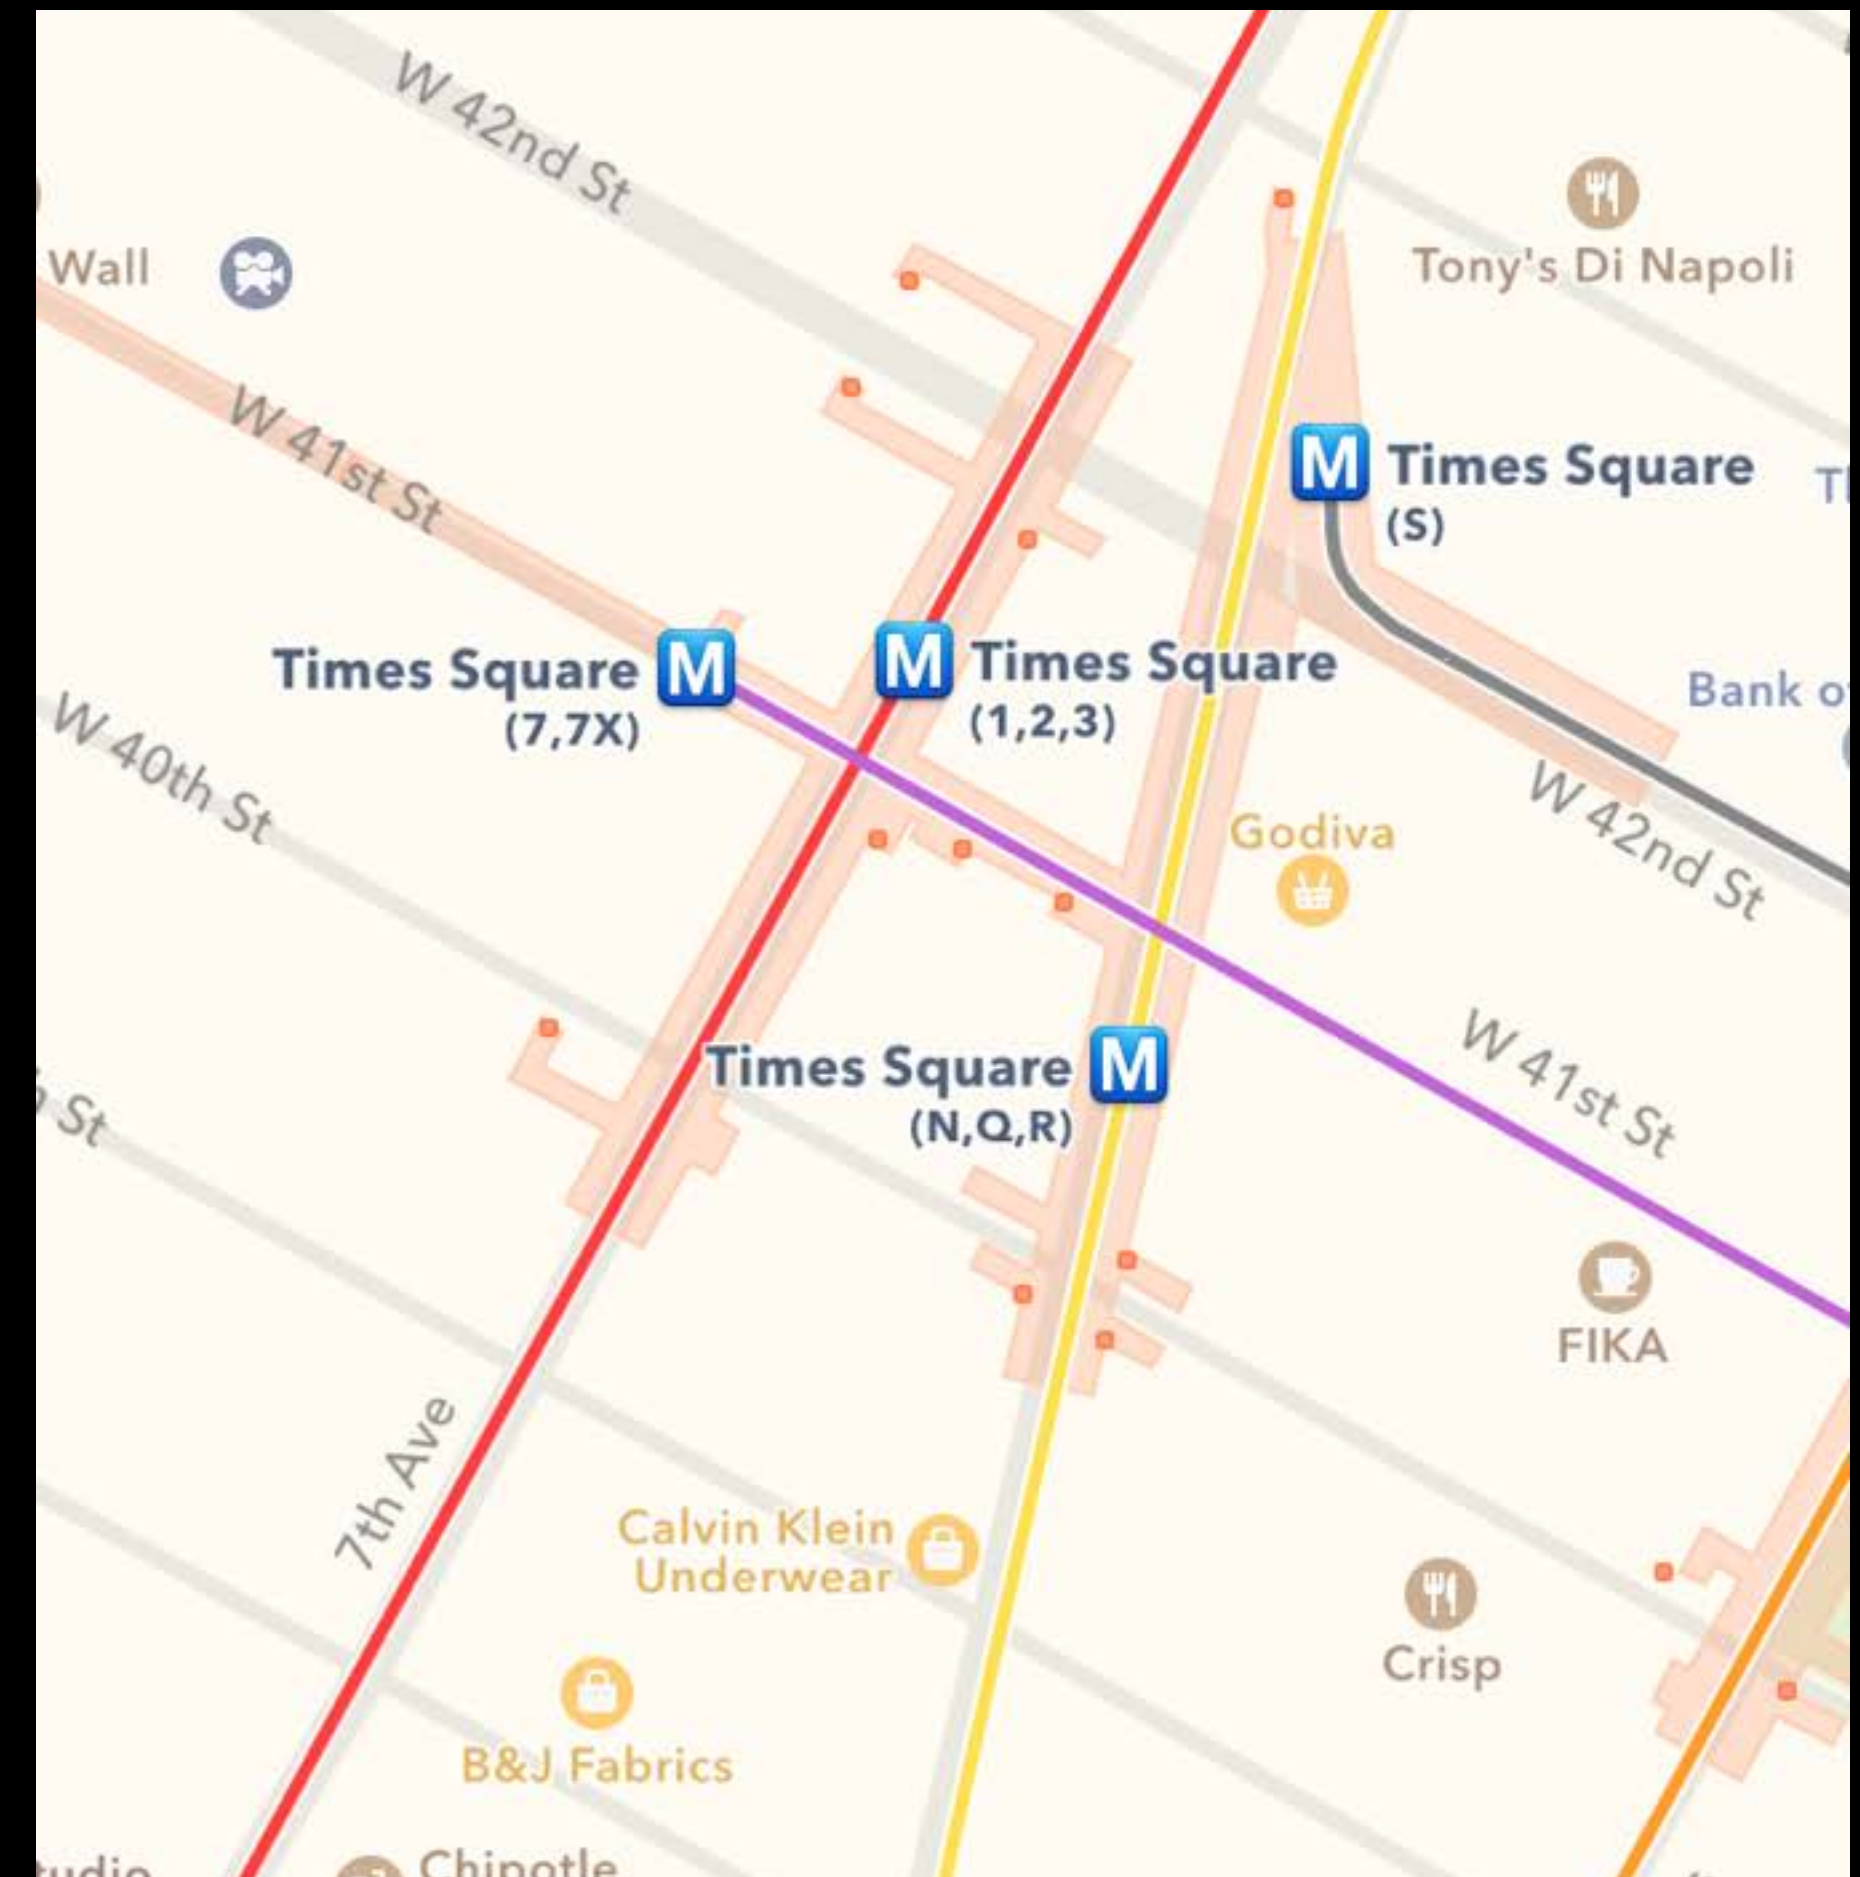 W 42nd St
Wall
Tony's Di Napoli
W 41st St
Times Square
(S)
Times Square
(7,7X)
M
Times Square
(1,2,3)
M
M
Bank
W 40th St
W 42nd St
Godiva
St
Times Square
(N,Q,R)
M
W 41st St
FIKA
7th Ave
Calvin Klein
Underwear
Crisp
B&J Fabrics
Chipotle